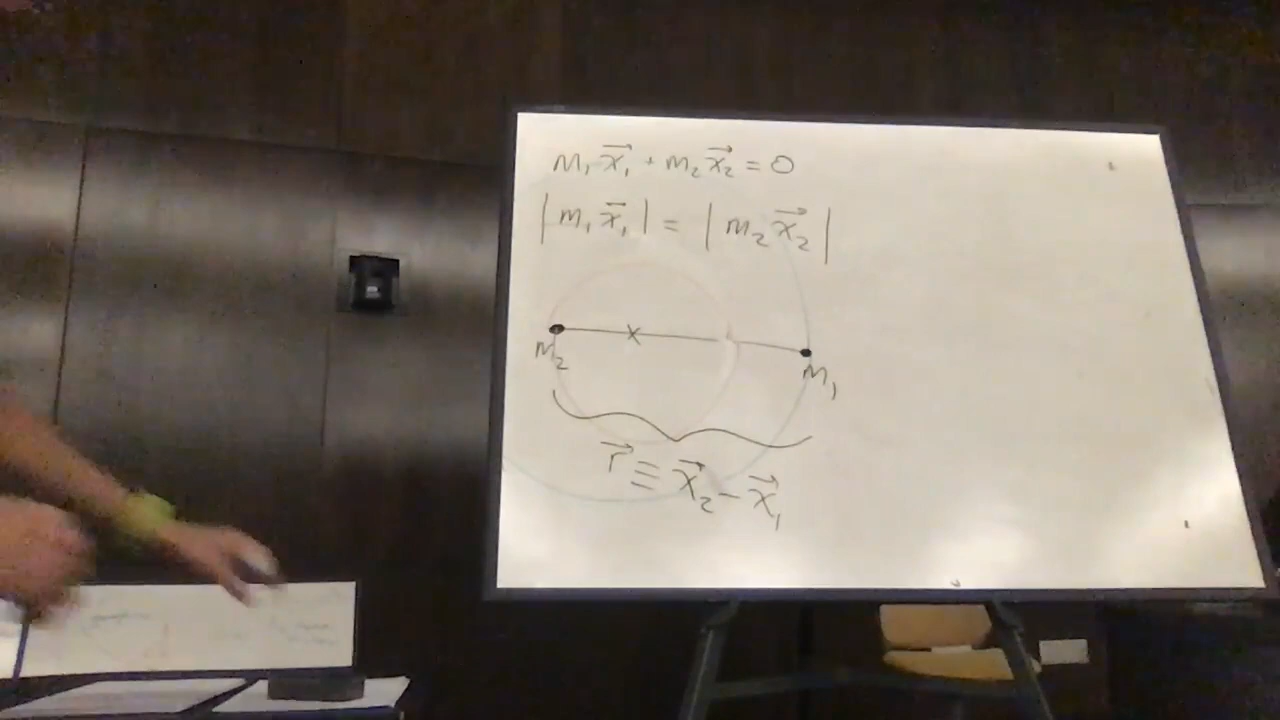 m₁x⃗₁ + m₂x⃗₂ = 0
|m₁x⃗₁| = |m₂x⃗₂|
m₂
x
m₁
r⃗ ≡ x⃗₂ - x⃗₁